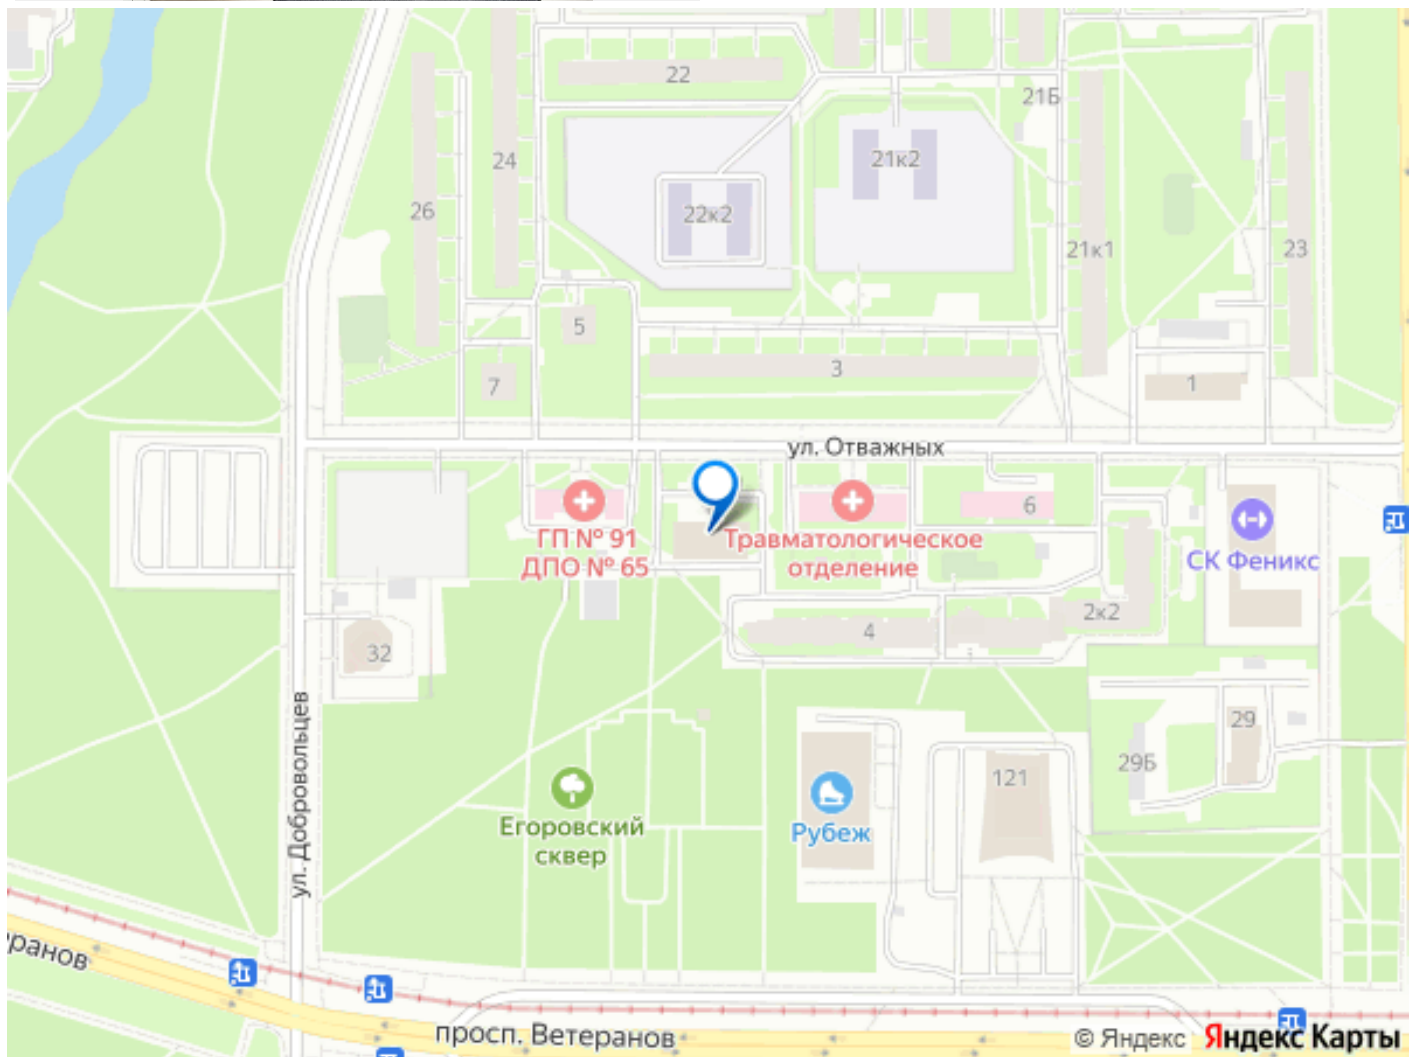 22
21Б
24
21к2
26
22к2
21к1
23
5
3
7
1
ул. Отважных
6
ГП № 91
ДПО № 65
Травматологическое
отделение
СК Феникс
2к2
4
32
ул. Добровольцев
29
29Б
121
Егоровский
сквер
Рубеж
ранов
просп. Ветеранов
© Яндекс Яндекс Карты